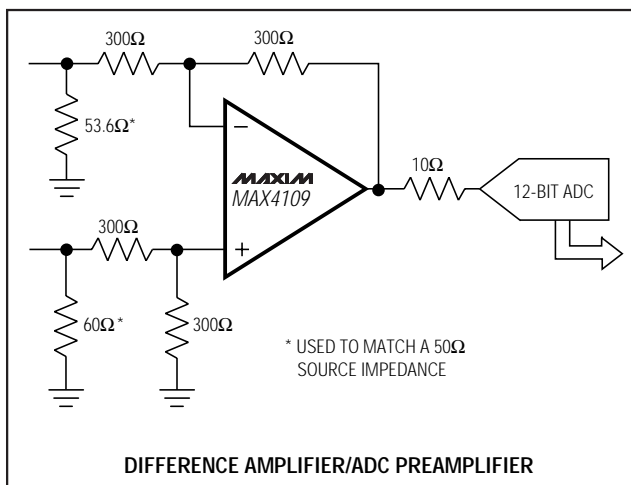 300Ω
300Ω
53.6Ω*
−
MAXIM
MAX4109
10Ω
12-BIT ADC
300Ω
+
60Ω*
300Ω
* USED TO MATCH A 50Ω
SOURCE IMPEDANCE
DIFFERENCE AMPLIFIER/ADC PREAMPLIFIER